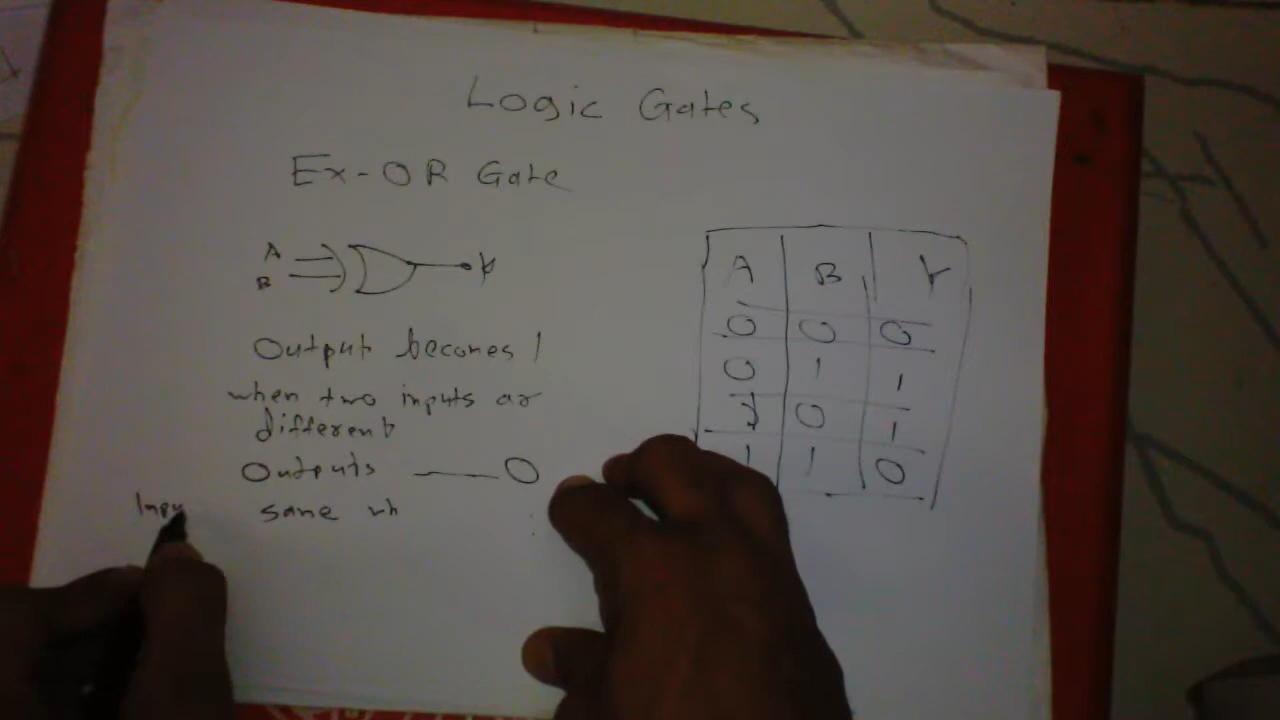 Logic Gates
Ex-OR Gate
A
B
Y
Output becomes 1
when two inputs ar
different
Outputs —— 0
Inpu same wh
A B Y
0 0 0
0 1 1
1 0 1
1 1 0